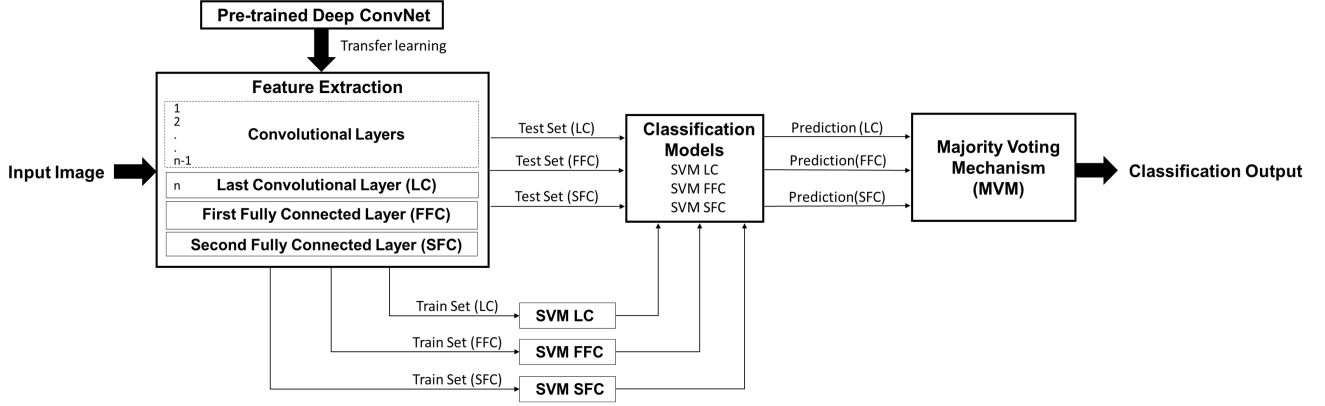 Pre-trained Deep ConvNet
Transfer learning
Input Image
Feature Extraction
1
2
.
.
n-1
Convolutional Layers
n
Last Convolutional Layer (LC)
First Fully Connected Layer (FFC)
Second Fully Connected Layer (SFC)
Test Set (LC)
Test Set (FFC)
Test Set (SFC)
Classification
Models
SVM LC
SVM FFC
SVM SFC
Prediction (LC)
Prediction(FFC)
Prediction(SFC)
Majority Voting
Mechanism
(MVM)
Classification Output
Train Set (LC)
SVM LC
Train Set (FFC)
SVM FFC
Train Set (SFC)
SVM SFC